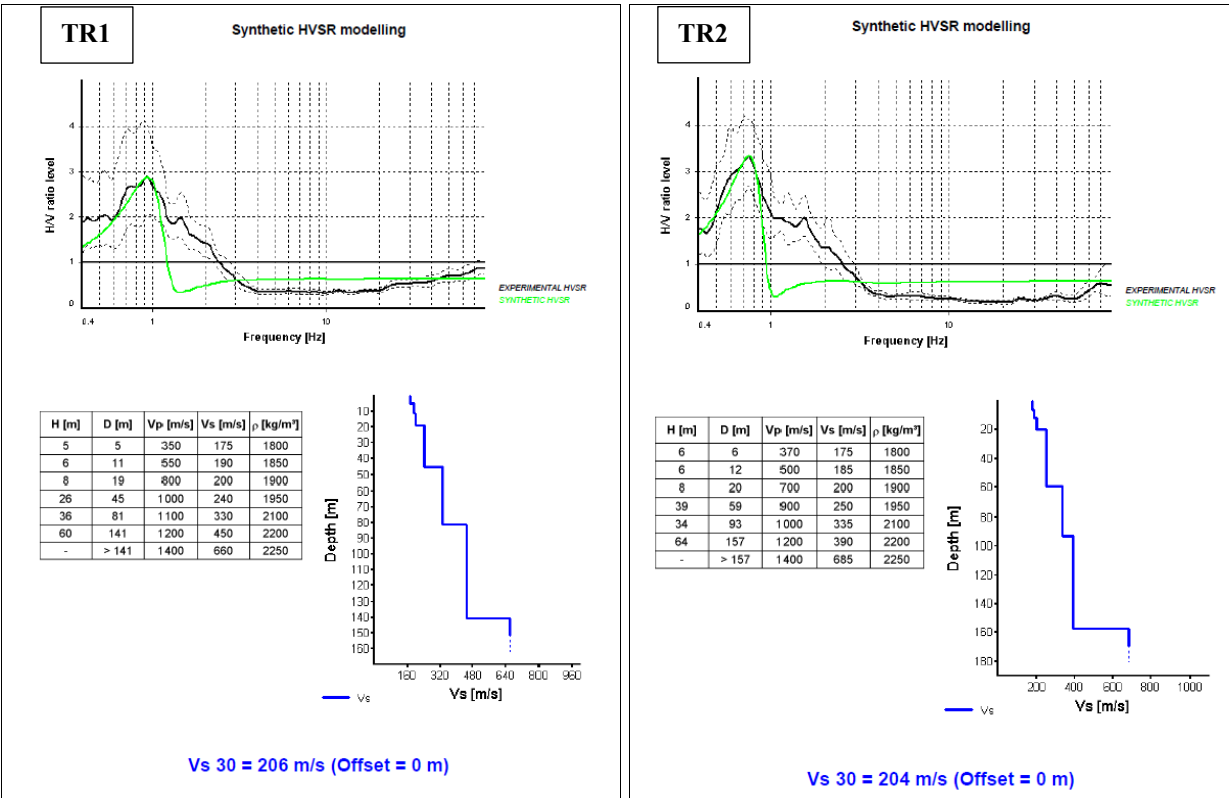 TR1
Synthetic HVSR modelling
H/V ratio level
4
3
2
1
0
0.4 1 10
Frequency [Hz]
EXPERIMENTAL HVSR
SYNTHETIC HVSR
H [m] D [m] Vp [m/s] Vs [m/s] ρ [kg/m³]
5 5 350 175 1800
6 11 550 190 1850
8 19 800 200 1900
26 45 1000 240 1950
36 81 1100 330 2100
60 141 1200 450 2200
- > 141 1400 660 2250
Depth [m]
10
20
30
40
50
60
70
80
90
100
110
120
130
140
150
160
160 320 480 640 800 960
Vs [m/s]
Vs
Vs 30 = 206 m/s (Offset = 0 m)
TR2
Synthetic HVSR modelling
H/V ratio level
4
3
2
1
0
0.4 1 10
Frequency [Hz]
EXPERIMENTAL HVSR
SYNTHETIC HVSR
H [m] D [m] Vp [m/s] Vs [m/s] ρ [kg/m³]
6 6 370 175 1800
6 12 500 185 1850
8 20 700 200 1900
39 59 900 250 1950
34 93 1000 335 2100
64 157 1200 390 2200
- > 157 1400 685 2250
Depth [m]
20
40
60
80
100
120
140
160
180
200 400 600 800 1000
Vs [m/s]
Vs
Vs 30 = 204 m/s (Offset = 0 m)